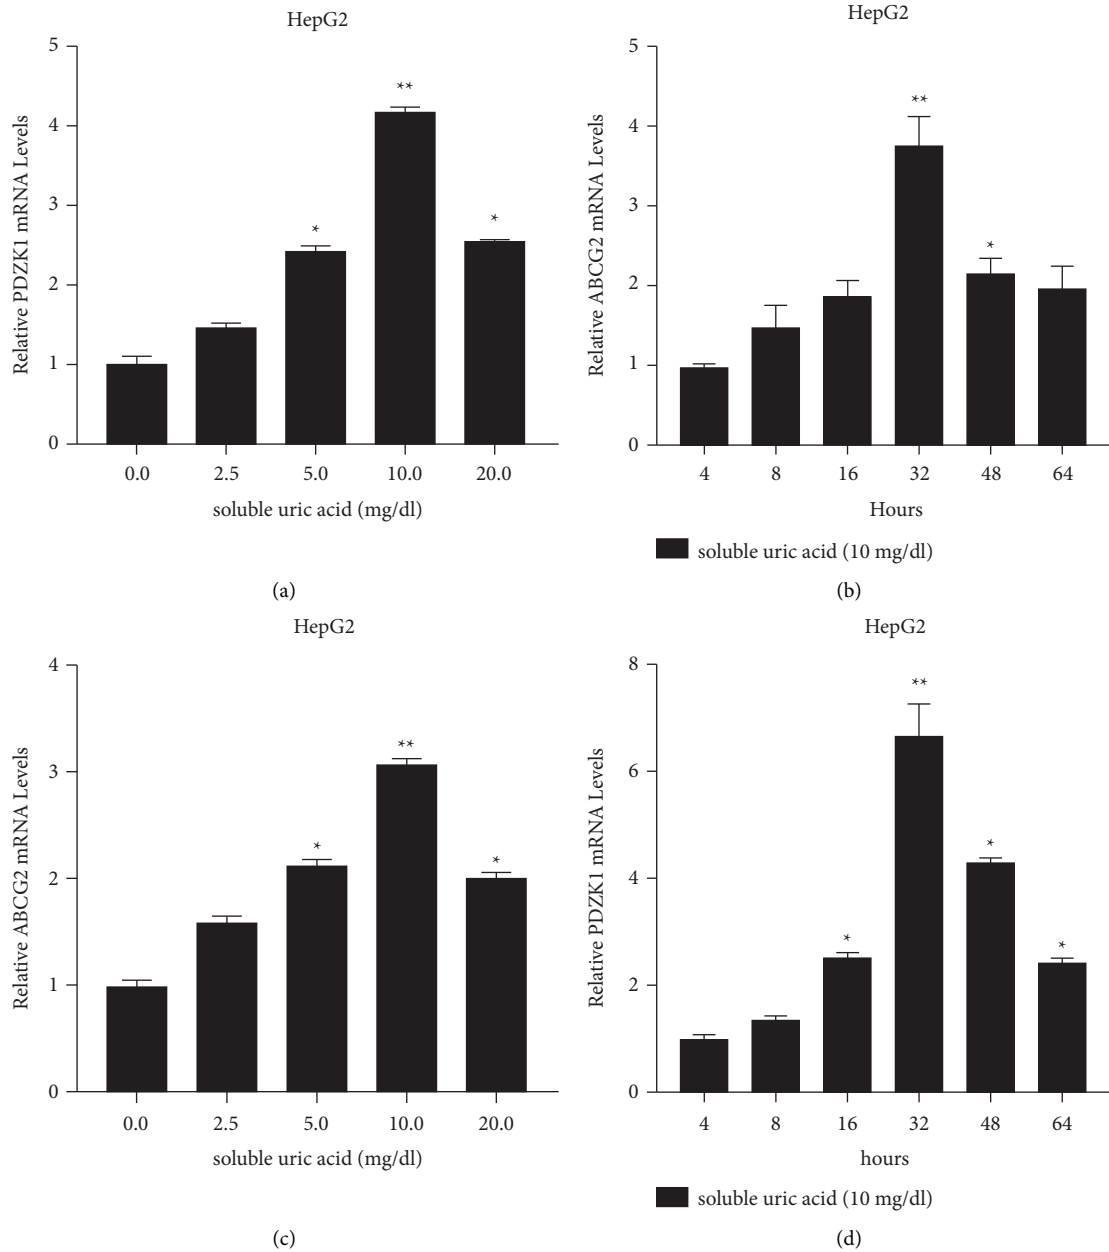 HepG2
Relative PDZK1 mRNA Levels
5
4
3
2
1
0
**
*
*
0.0 2.5 5.0 10.0 20.0
soluble uric acid (mg/dl)
(a)
HepG2
Relative ABCG2 mRNA Levels
5
4
3
2
1
0
**
*
4 8 16 32 48 64
Hours
soluble uric acid (10 mg/dl)
(b)
HepG2
Relative ABCG2 mRNA Levels
4
3
2
1
0
**
*
*
0.0 2.5 5.0 10.0 20.0
soluble uric acid (mg/dl)
(c)
HepG2
Relative PDZK1 mRNA Levels
8
6
4
2
0
**
*
*
*
4 8 16 32 48 64
hours
soluble uric acid (10 mg/dl)
(d)